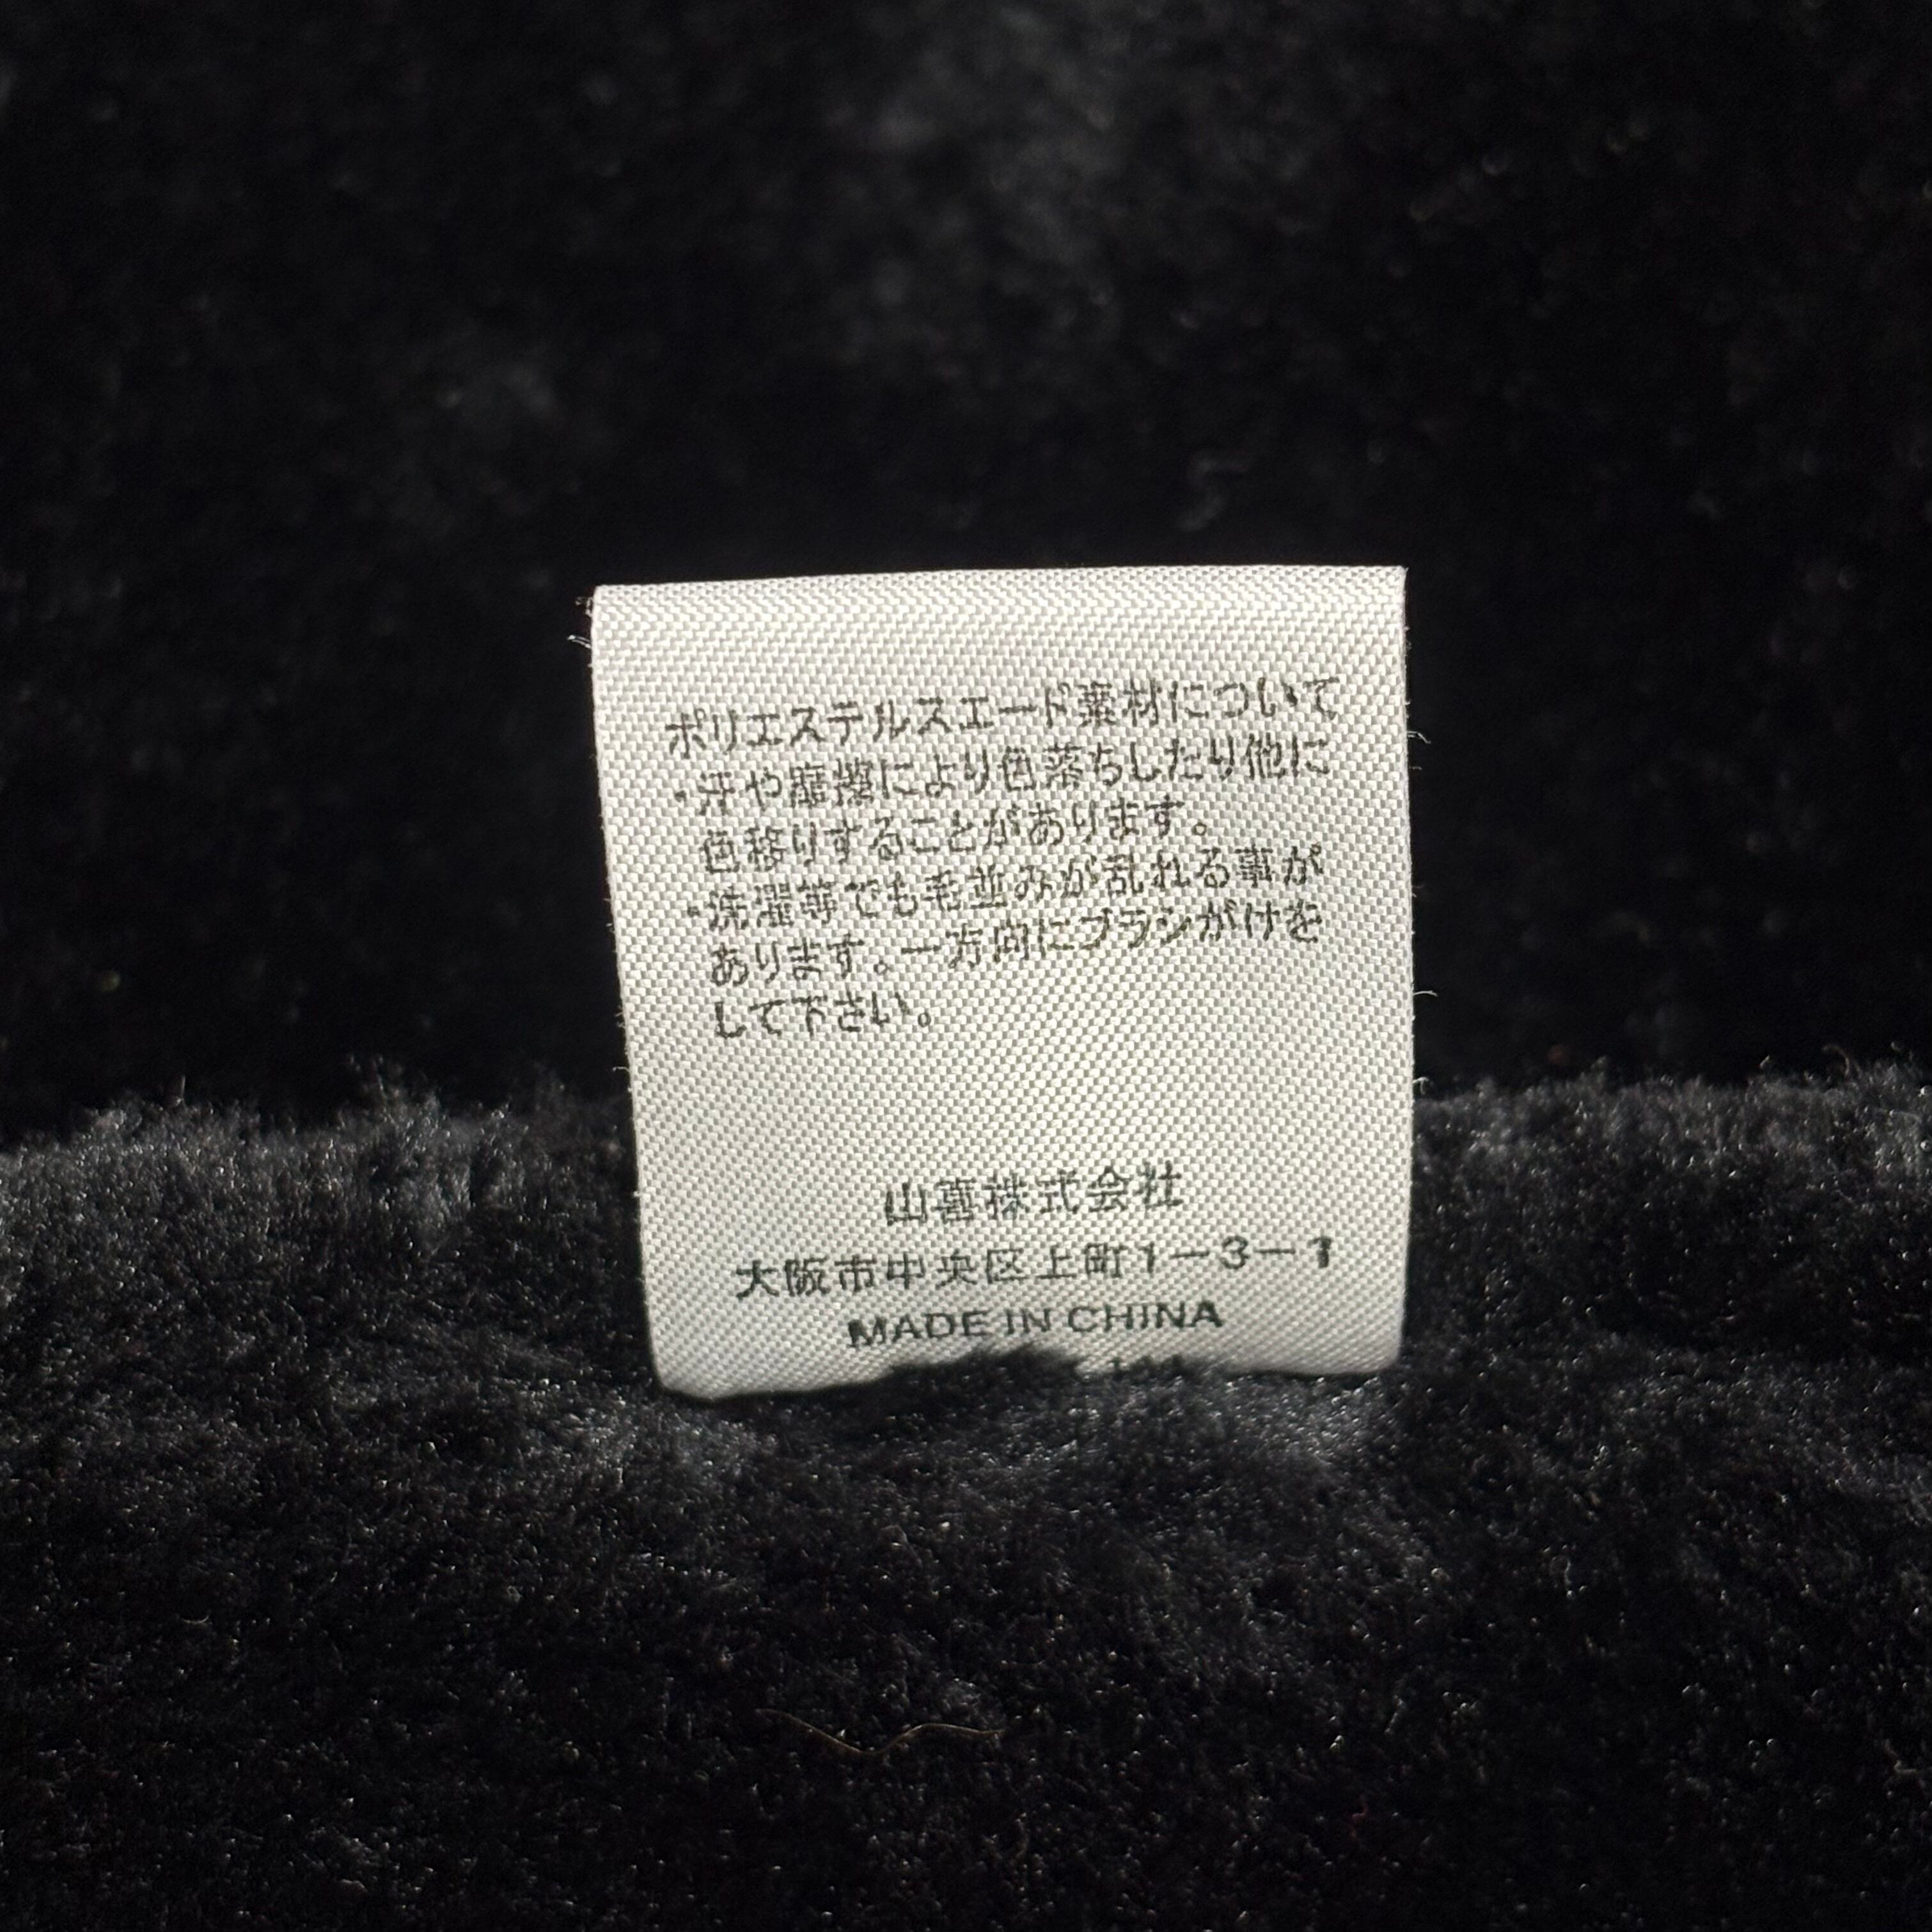 ポリエステルスエード素材について
・汗や摩擦により色落ちしたり他に
色移りすることがあります。
・洗濯等でも毛並みが乱れる事が
あります。一方向にブラシがけを
して下さい。
山喜株式会社
大阪市中央区上町1-3-1
MADE IN CHINA